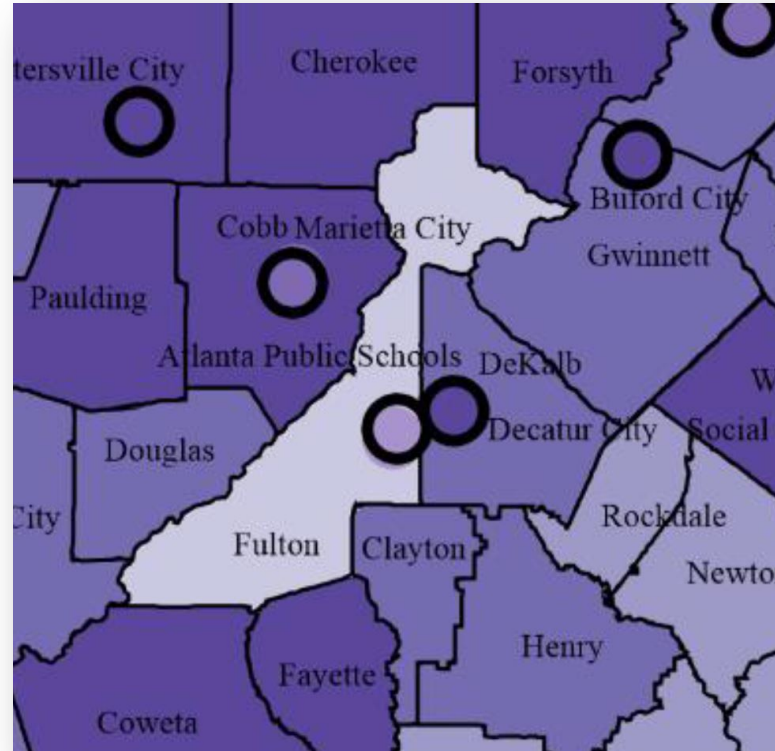 tersville City
Cherokee
Forsyth
Buford City
Cobb
Marietta City
Gwinnett
Paulding
Atlanta Public Schools
DeKalb
W
Decatur City
Social
Douglas
City
Rockdale
Fulton
Clayton
Newto
Henry
Fayette
Coweta